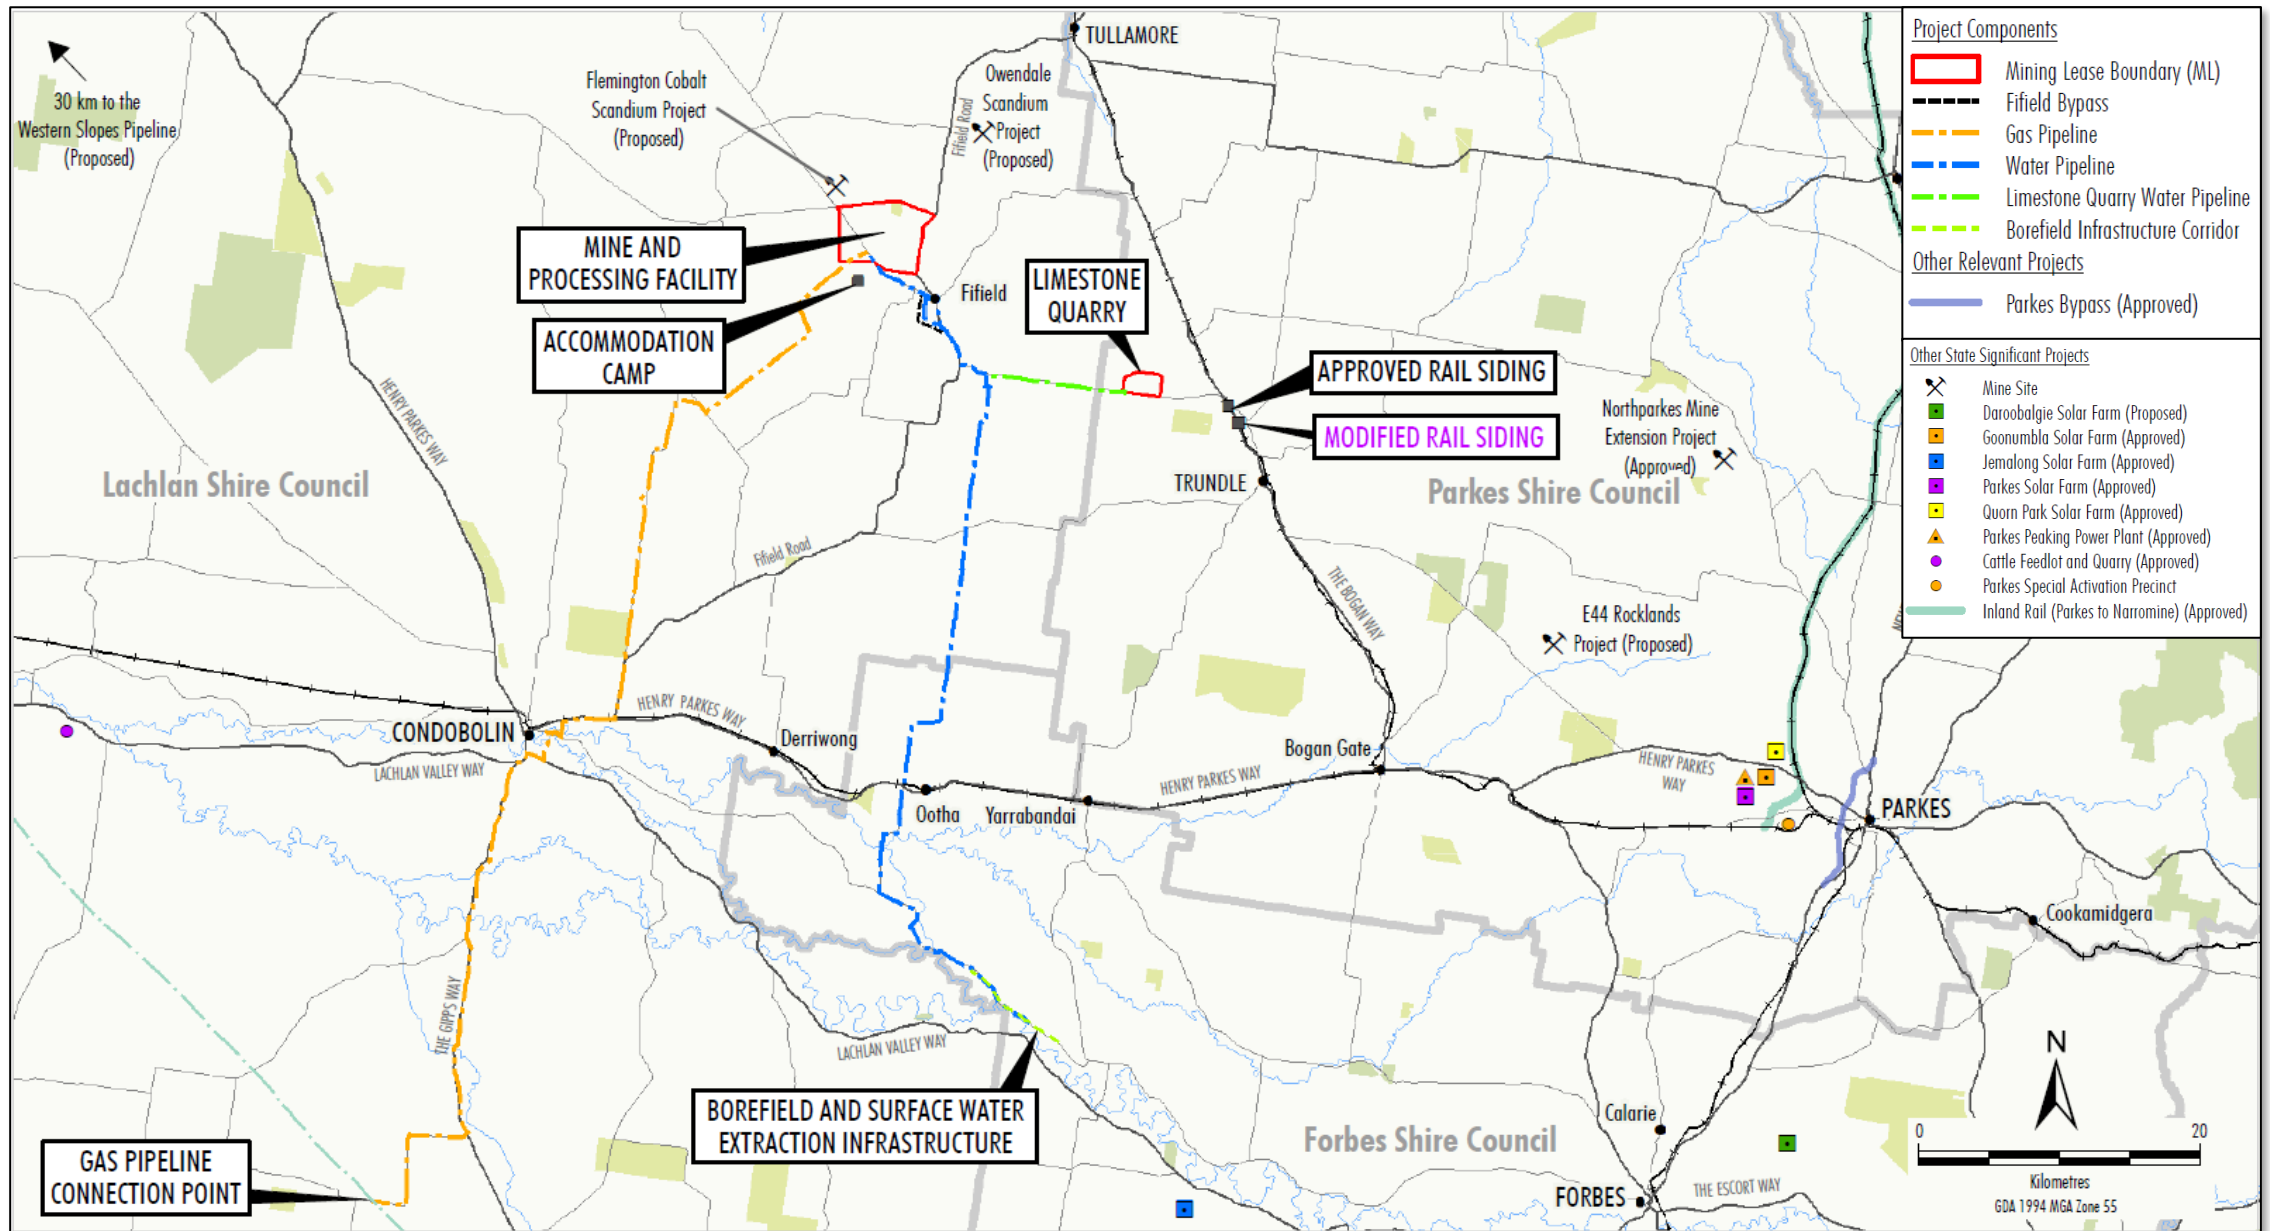 TULLAMORE
Flemington Cobalt
Scandium Project
(Proposed)
Owendale
Scandium
Project
(Proposed)
Fifield Road
30 km to the
Western Slopes Pipeline
(Proposed)
MINE AND
PROCESSING FACILITY
ACCOMMODATION
CAMP
Fifield
LIMESTONE
QUARRY
APPROVED RAIL SIDING
MODIFIED RAIL SIDING
TRUNDLE
Northparkes Mine
Extension Project
(Approved)
HENRY PARKES WAY
Lachlan Shire Council
Parkes Shire Council
Fifield Road
THE BOGAN WAY
E44 Rocklands
Project (Proposed)
CONDOBOLIN
HENRY PARKES WAY
Derriwong
LACHLAN VALLEY WAY
Ootha
Yarrabandai
HENRY PARKES WAY
Bogan Gate
HENRY PARKES
WAY
PARKES
Cookamidgera
THE GIPPS WAY
LACHLAN VALLEY WAY
BOREFIELD AND SURFACE WATER
EXTRACTION INFRASTRUCTURE
GAS PIPELINE
CONNECTION POINT
Forbes Shire Council
Calarie
FORBES
THE ESCORT WAY
N
0 20
Kilometres
GDA 1994 MGA Zone 55
Project Components
Mining Lease Boundary (ML)
Fifield Bypass
Gas Pipeline
Water Pipeline
Limestone Quarry Water Pipeline
Borefield Infrastructure Corridor
Other Relevant Projects
Parkes Bypass (Approved)
Other State Significant Projects
Mine Site
Daroobalgie Solar Farm (Proposed)
Goonumbla Solar Farm (Approved)
Jemalong Solar Farm (Approved)
Parkes Solar Farm (Approved)
Quorn Park Solar Farm (Approved)
Parkes Peaking Power Plant (Approved)
Cattle Feedlot and Quarry (Approved)
Parkes Special Activation Precinct
Inland Rail (Parkes to Narromine) (Approved)